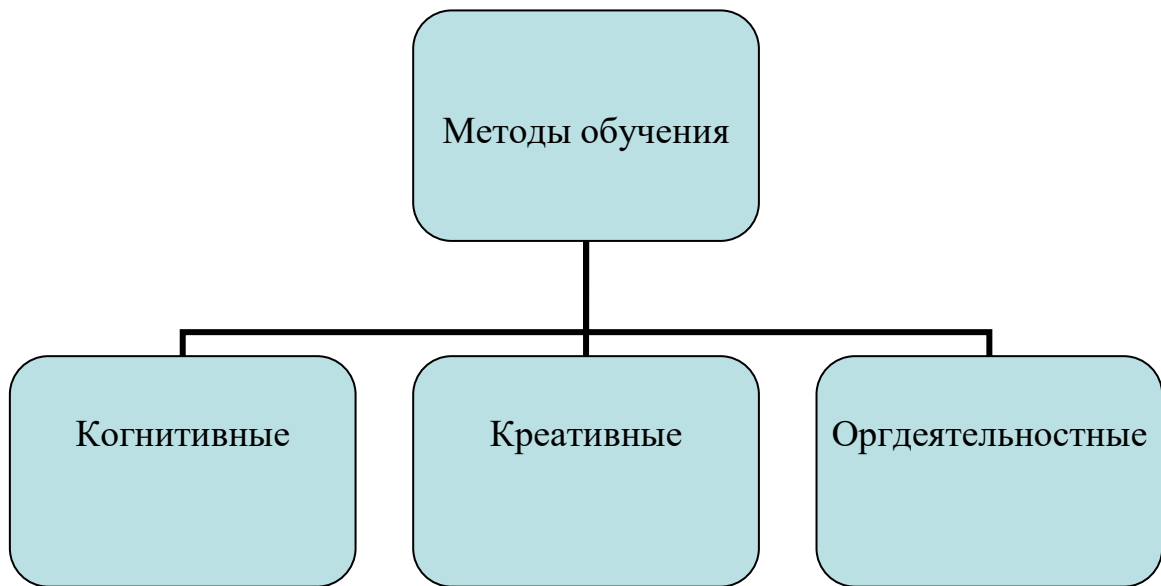 Методы обучения
Когнитивные
Креативные
Оргдеятельностные